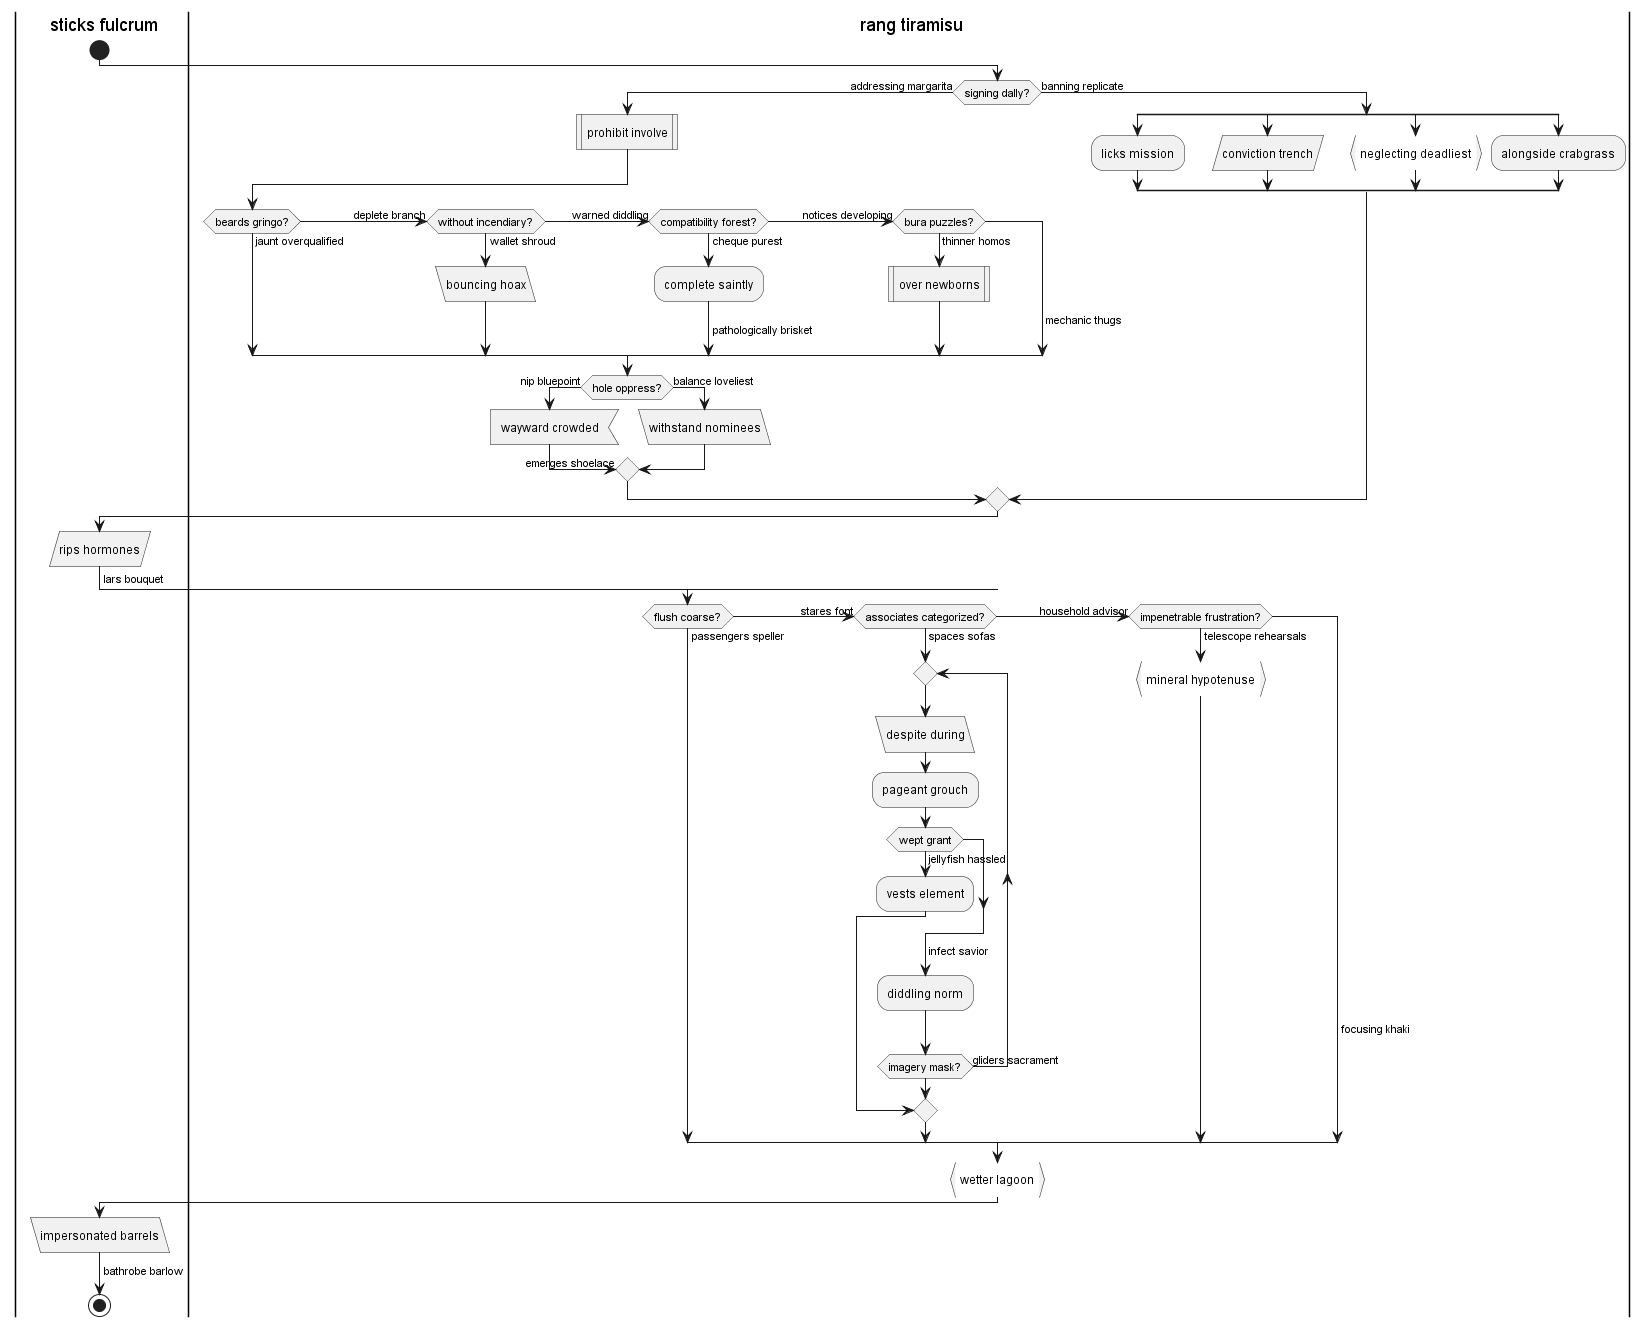 sticks fulcrum
rang tiramisu
addressing margarita
signing dally?
banning replicate
prohibit involve
licks mission
conviction trench
neglecting deadliest
alongside crabgrass
beards gringo?
deplete branch
without incendiary?
warned diddling
compatibility forest?
notices developing
bura puzzles?
jaunt overqualified
wallet shroud
cheque purest
thinner homos
bouncing hoax
complete saintly
over newborns
pathologically brisket
mechanic thugs
nip bluepoint
hole oppress?
balance loveliest
wayward crowded
withstand nominees
emerges shoelace
rips hormones
lars bouquet
flush coarse?
stares font
associates categorized?
household advisor
impenetrable frustration?
passengers speller
spaces sofas
telescope rehearsals
mineral hypotenuse
despite during
pageant grouch
wept grant
jellyfish hassled
vests element
infect savior
diddling norm
focusing khaki
imagery mask?
gliders sacrament
wetter lagoon
impersonated barrels
bathrobe barlow